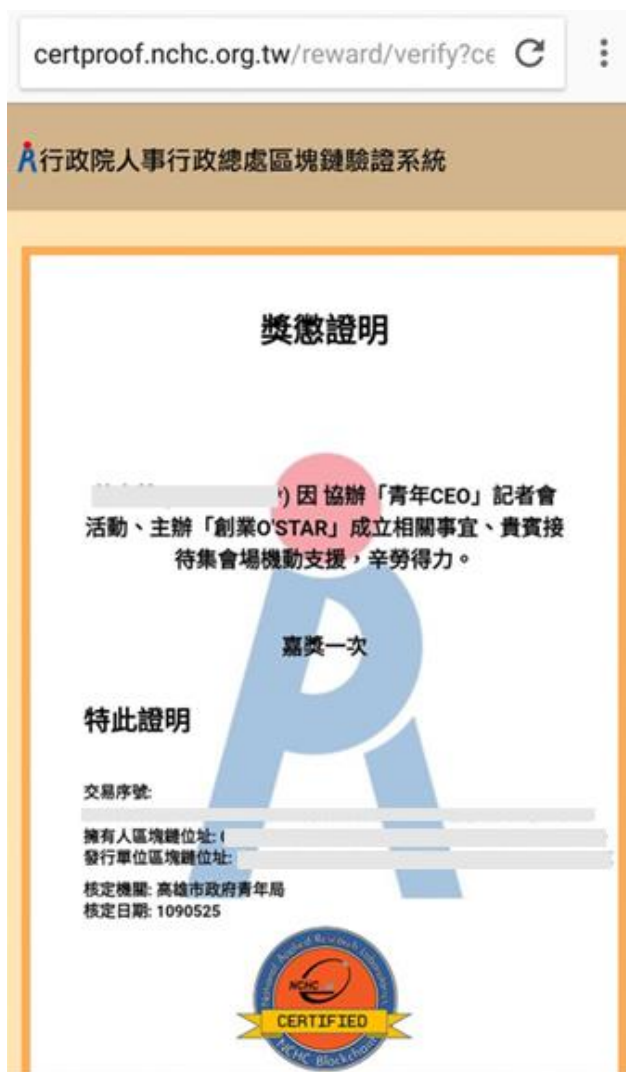 certproof.nchc.org.tw/reward/verify?ce
行政院人事行政總處區塊鏈驗證系統
獎懲證明
) 因 協辦「青年CEO」記者會
活動、主辦「創業O'STAR」成立相關事宜、貴賓接
待集會場機動支援，辛勞得力。
嘉獎一次
特此證明
交易序號:
擁有人區塊鏈位址:
發行單位區塊鏈位址:
核定機關: 高雄市政府青年局
核定日期: 1090525
National Applied Research Laboratories
NCHC
CERTIFIED
NCHC Blockchain